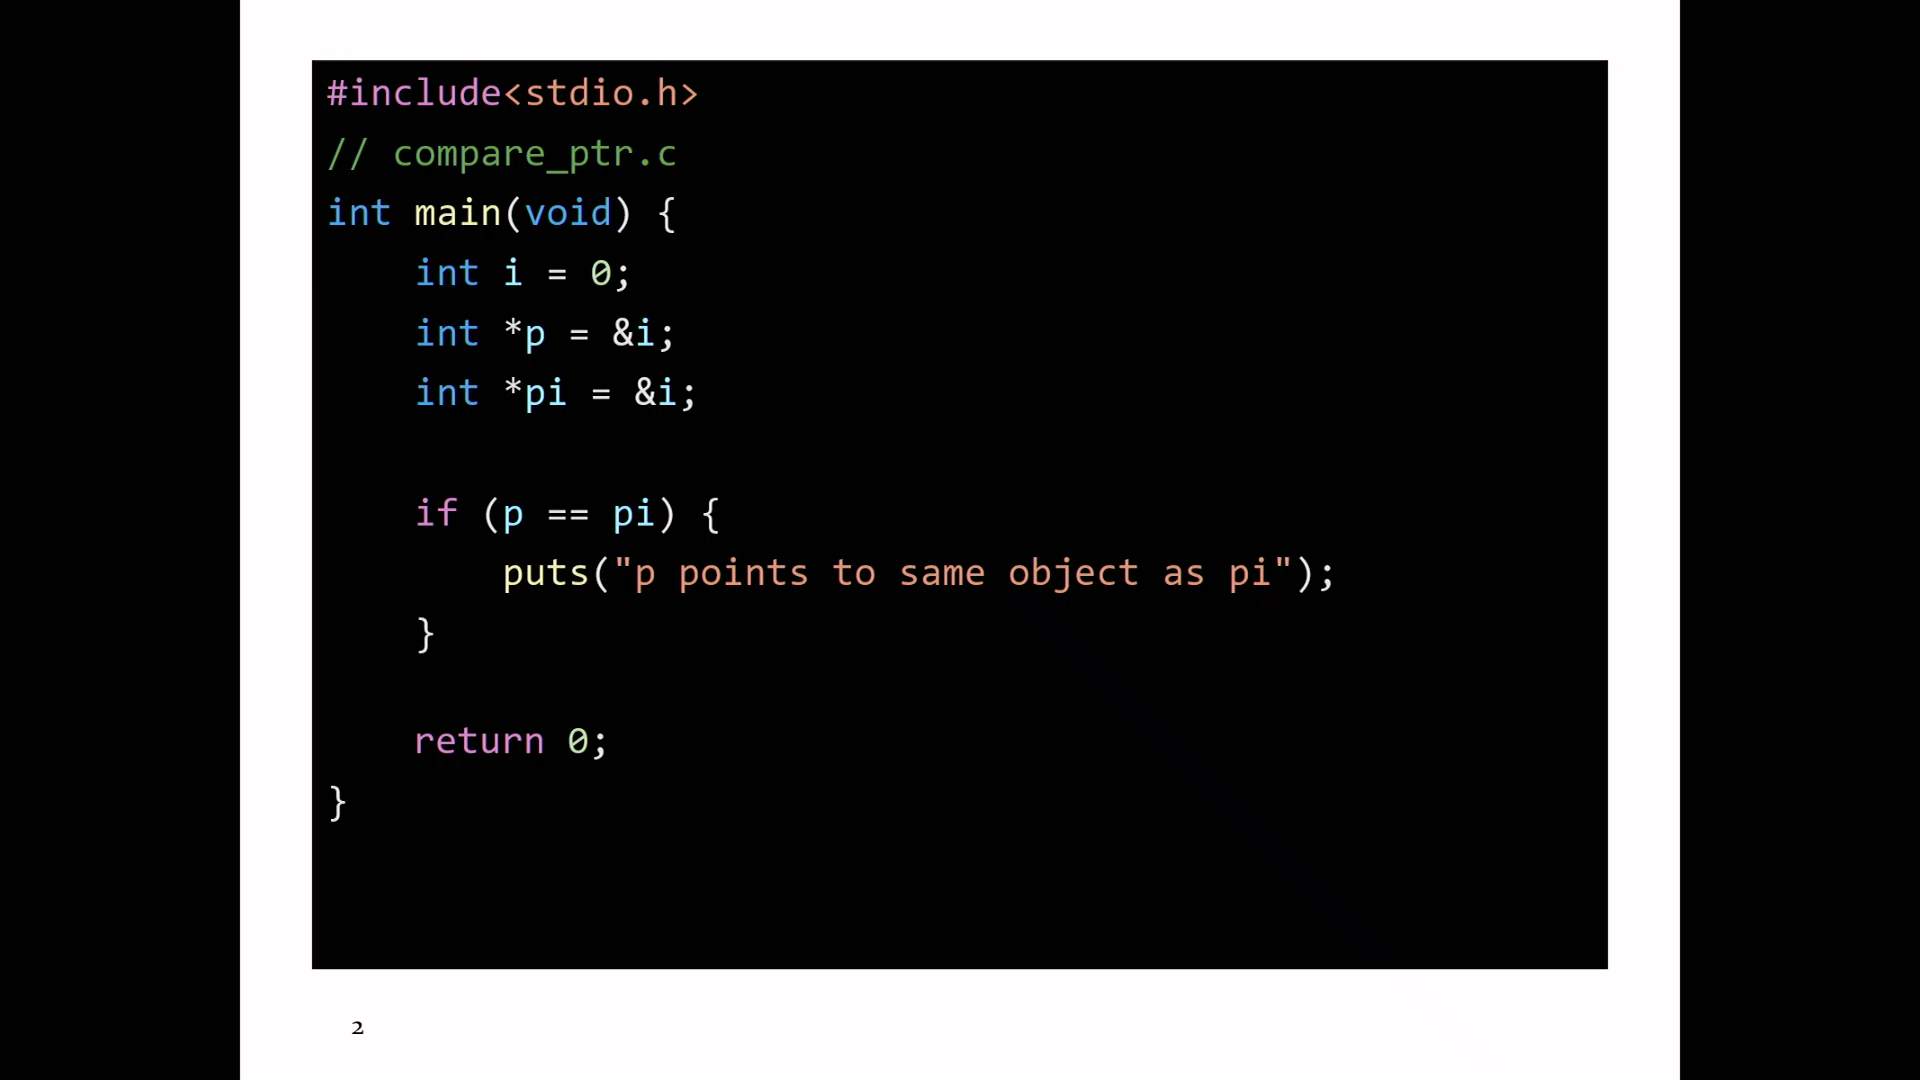 #include<stdio.h>
// compare_ptr.c
int main(void) {
    int i = 0;
    int *p = &i;
    int *pi = &i;

    if (p == pi) {
        puts("p points to same object as pi");
    }

    return 0;
}
2